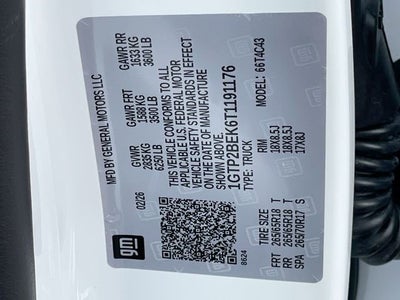 MFD BY GENERAL MOTORS LLC
02/26
GVWR
2835 KG
6250 LB
GAWR FRT
1588 KG
3500 LB
GAWR RR
1633 KG
3600 LB
THIS VEHICLE CONFORMS TO ALL
APPLICABLE U.S. FEDERAL MOTOR
VEHICLE SAFETY STANDARDS IN EFFECT
ON THE DATE OF MANUFACTURE
SHOWN ABOVE.
1GTP2BEK6T1191176
TYPE: TRUCK
66T4C43
gm
8624
TIRE SIZE RIM
FRT 265/65R18 T 18X8.5J
RR 265/65R18 T 18X8.5J
SPA 265/70R17 S 17X8J